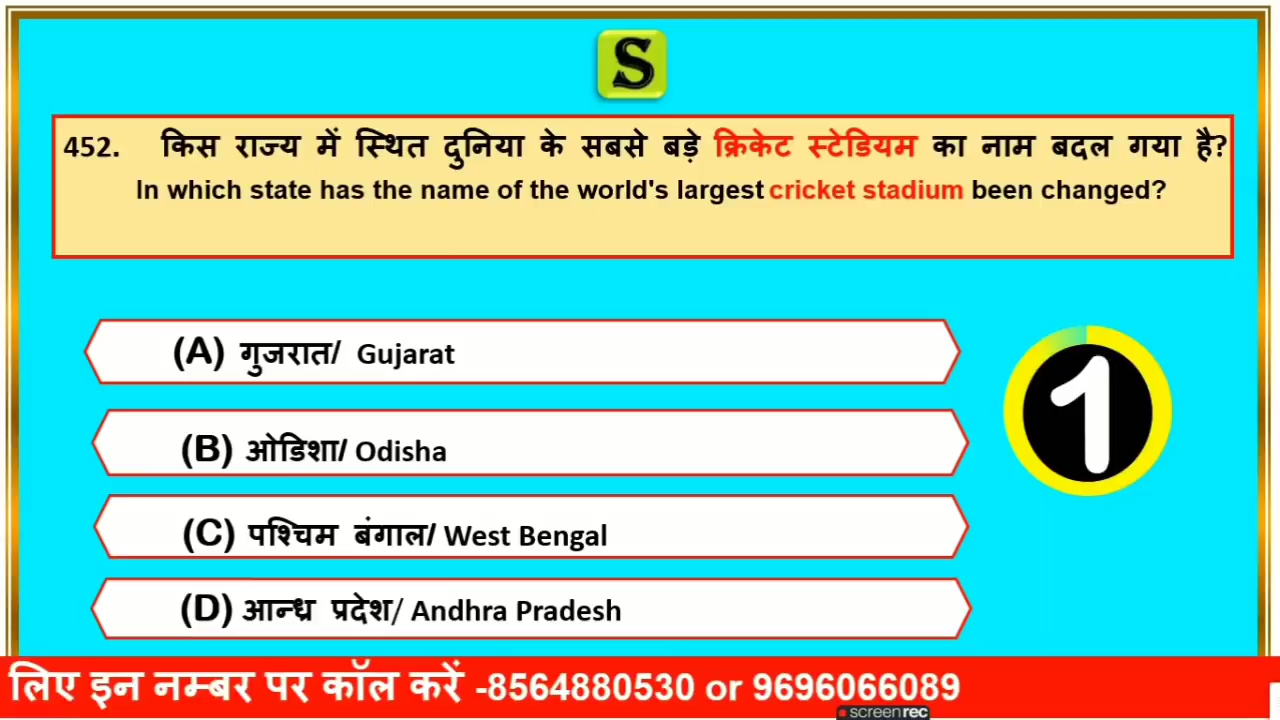 S
452. किस राज्य में स्थित दुनिया के सबसे बड़े क्रिकेट स्टेडियम का नाम बदल गया है?
In which state has the name of the world's largest cricket stadium been changed?
(A) गुजरात/ Gujarat
1
(B) ओडिशा/ Odisha
(C) पश्चिम बंगाल/ West Bengal
(D) आन्ध्र प्रदेश/ Andhra Pradesh
लिए इन नम्बर पर कॉल करें -8564880530 or 9696066089
screenrec